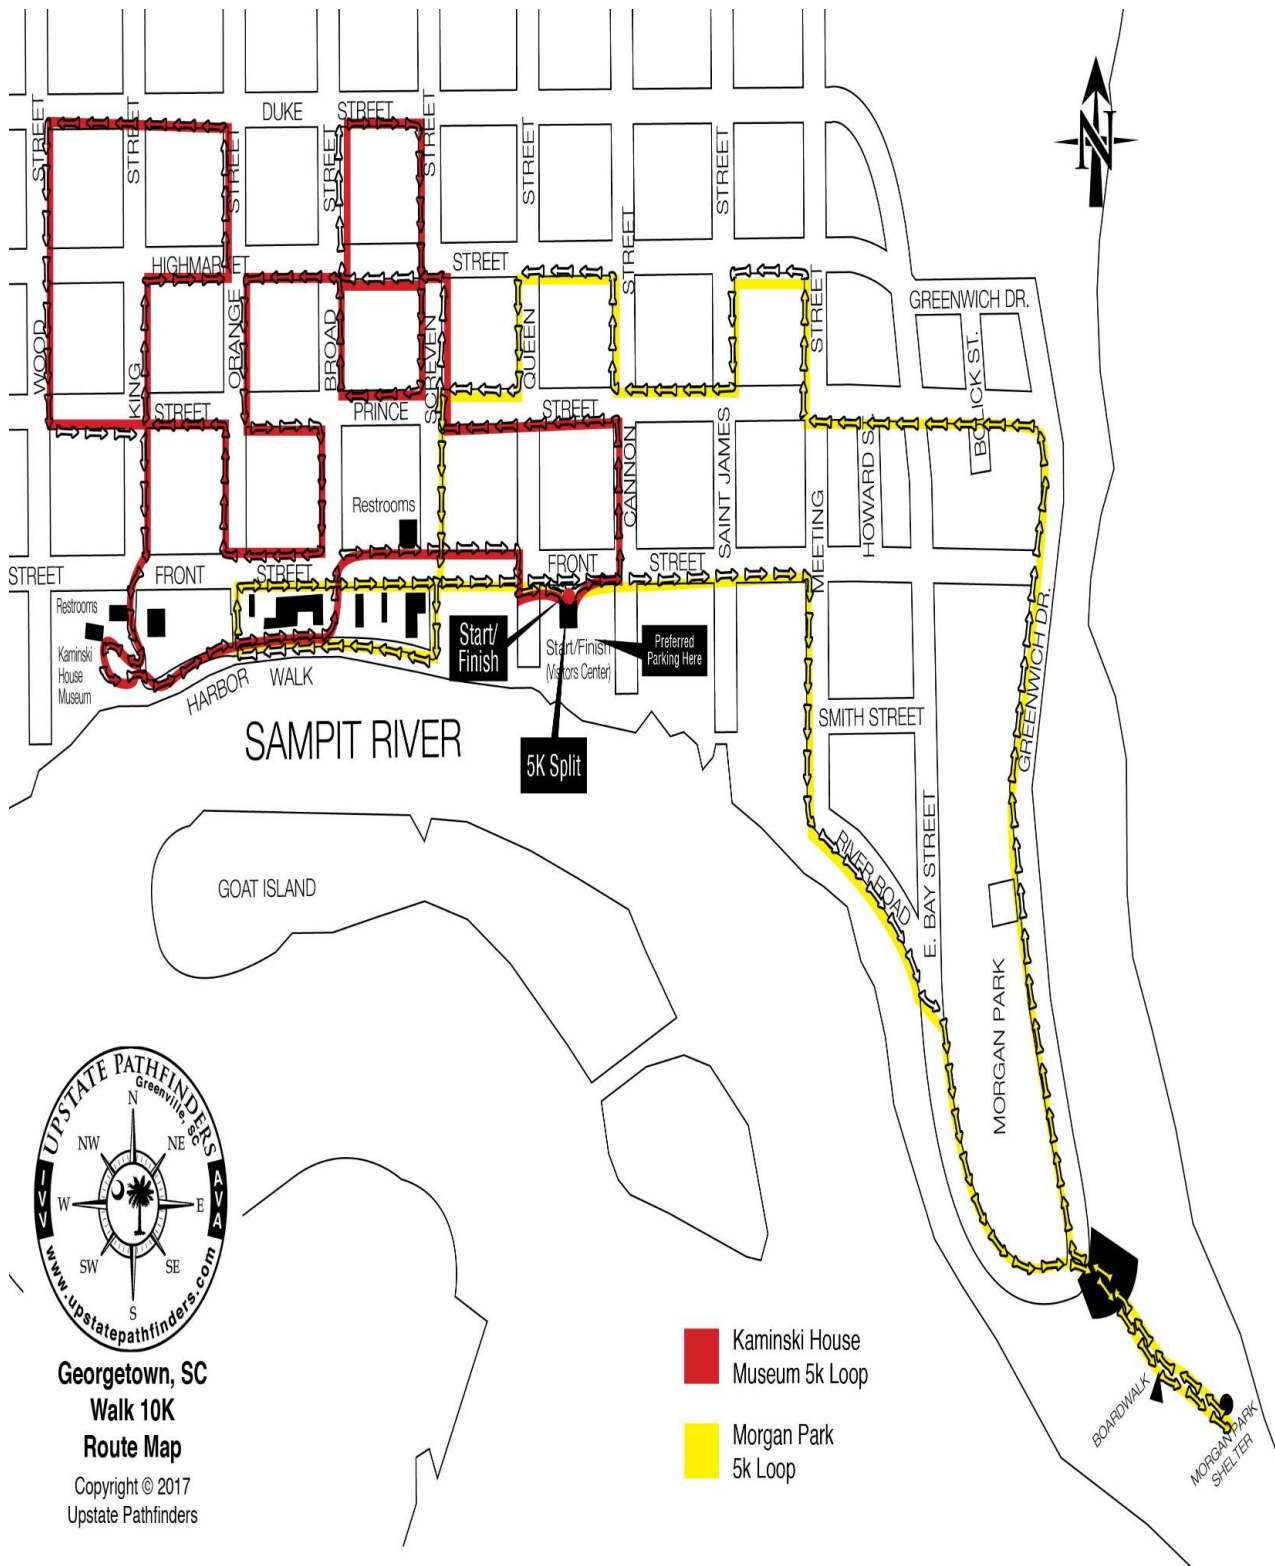 DUKE STREET
STREET
STREET
STREET
STREET
STREET
STREET
STREET
N
HIGHMARKET STREET
STREET
STREET
GREENWICH DR.
WOOD
KING
ORANGE
BROAD
SCREVEN
QUEEN
BOLICK ST.
STREET
PRINCE
STREET
CANNON
SAINT JAMES
MEETING
HOWARD ST.
Restrooms
STREET
FRONT
STREET
FRONT
STREET
Restrooms
Kaminski
House
Museum
Start/
Finish
Start/Finish
(Visitors Center)
Preferred
Parking Here
HARBOR WALK
GREENWICH DR.
SMITH STREET
SAMPIT RIVER
5K Split
RIVER ROAD
E. BAY STREET
GOAT ISLAND
MORGAN PARK
UPSTATE PATHFINDERS
Greenville, SC
IVV
AVA
N
NW
NE
W
E
SW
SE
S
www.upstatepathfinders.com
Georgetown, SC
Walk 10K
Route Map
Copyright © 2017
Upstate Pathfinders
Kaminski House
Museum 5k Loop
Morgan Park
5k Loop
BOARDWALK
MORGAN PARK
SHELTER